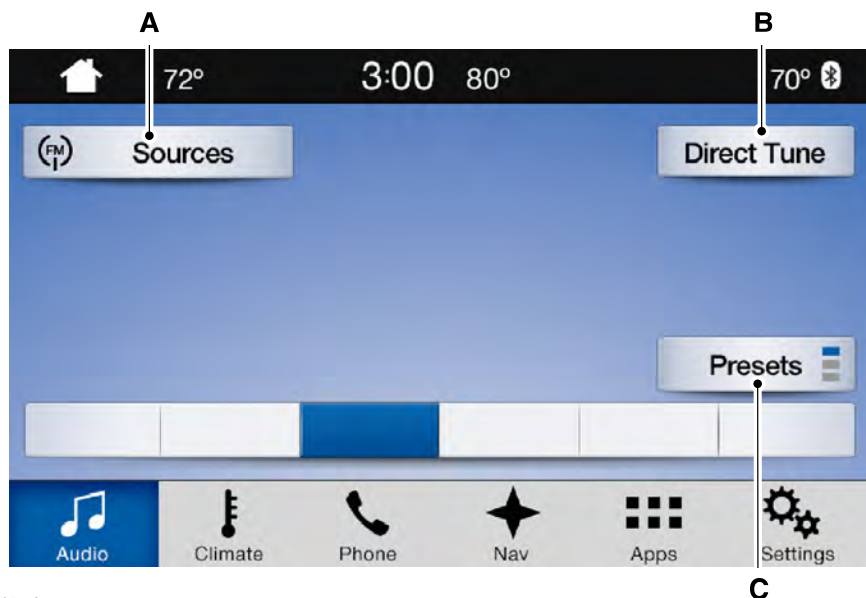 A B
72° 3:00 80° 70°
FM Sources Direct Tune
Presets
Audio Climate Phone Nav Apps Settings
C